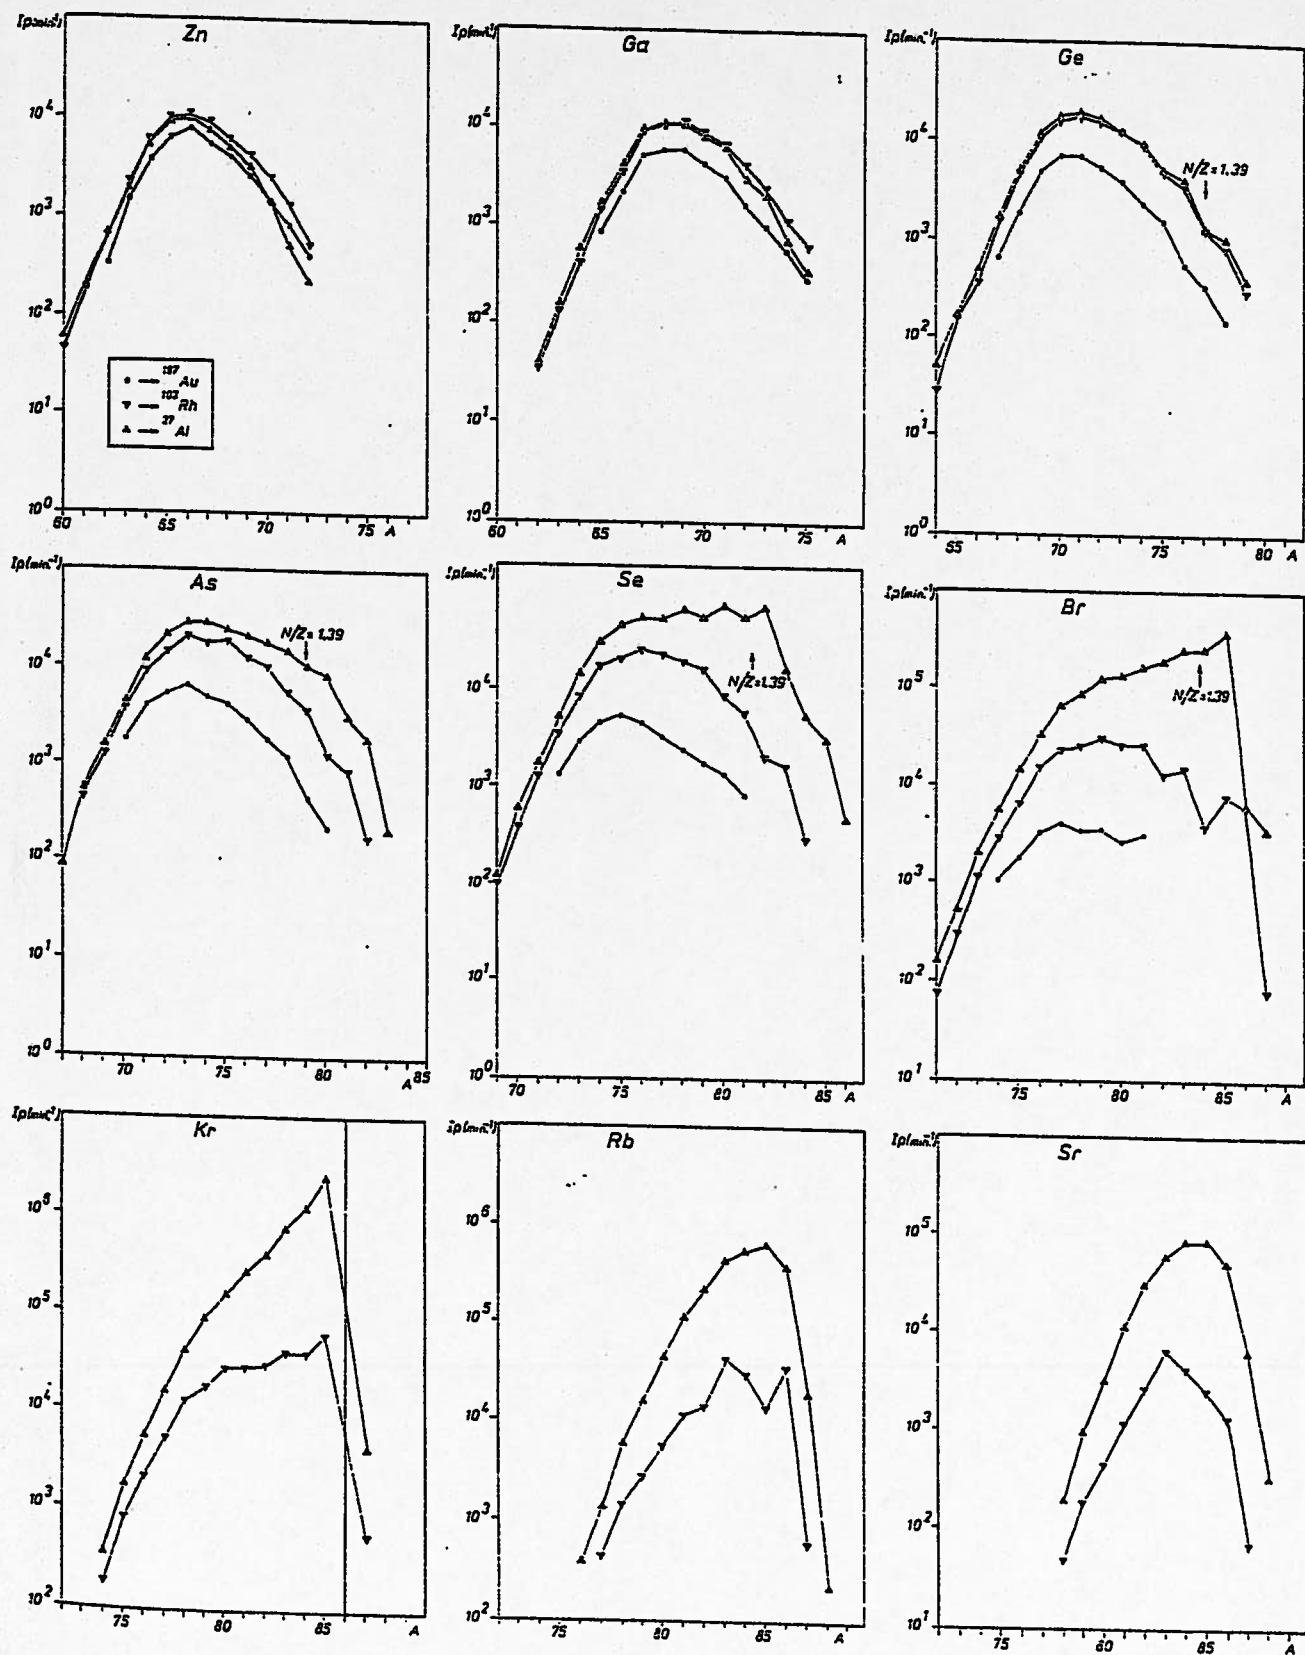 Zn
Ga
Ge
Ip(min⁻¹)
Ip(min⁻¹)
10⁴
10³
10²
10¹
10⁰
60 65 70 75 A
197 Au
103 Rh
27 Al
10⁴
10³
10²
10¹
10⁰
60 65 70 75 A
N/Z = 1.39
10⁴
10³
10²
10¹
10⁰
65 70 75 80 A
Ip(min⁻¹)
As
N/Z = 1.39
10⁴
10³
10²
10¹
10⁰
70 75 80 A 85
Ip(min⁻¹)
Se
N/Z=1.39
10⁴
10³
10²
10¹
10⁰
70 75 80 85 A
Ip(min⁻¹)
Br
N/Z=1.39
10⁵
10⁴
10³
10²
10¹
75 80 85 A
Ip(min⁻¹)
Kr
10⁶
10⁵
10⁴
10³
10²
75 80 85 A
Ip(min⁻¹)
Rb
10⁶
10⁵
10⁴
10³
10²
75 80 85 A
Ip(min⁻¹)
Sr
10⁵
10⁴
10³
10²
10¹
75 80 85 A